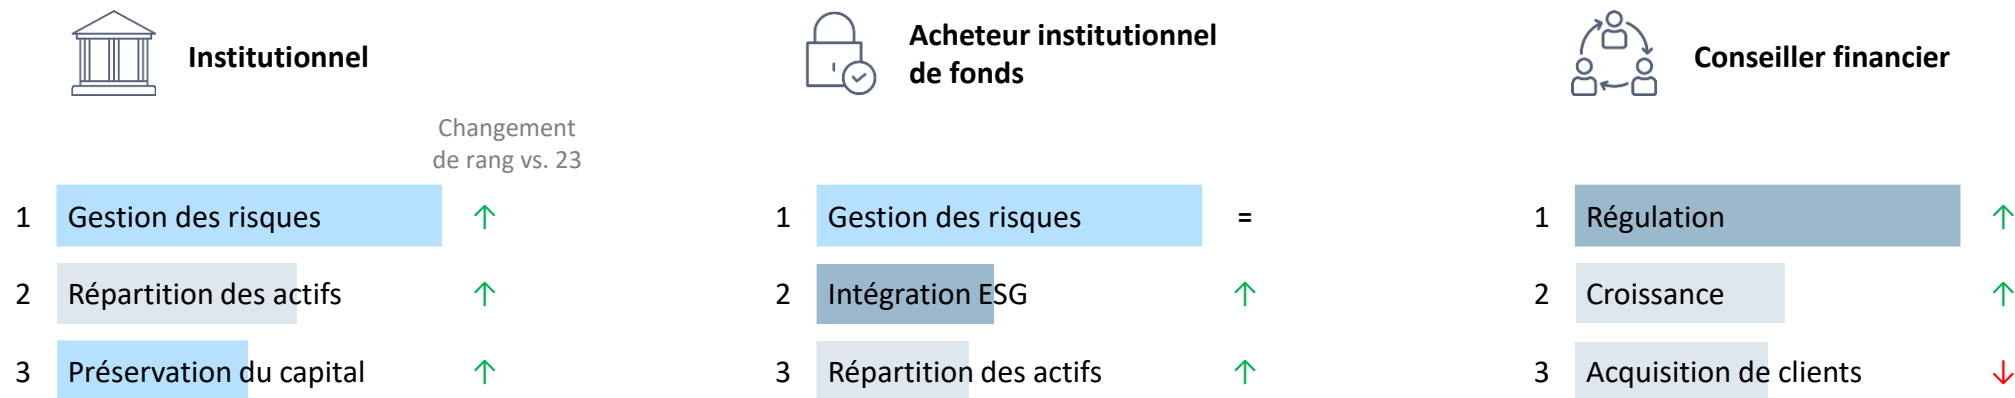 Institutionnel
Changement
de rang vs. 23
1 Gestion des risques ↑
2 Répartition des actifs ↑
3 Préservation du capital ↑
Acheteur institutionnel
de fonds
1 Gestion des risques =
2 Intégration ESG ↑
3 Répartition des actifs ↑
Conseiller financier
1 Régulation ↑
2 Croissance ↑
3 Acquisition de clients ↓